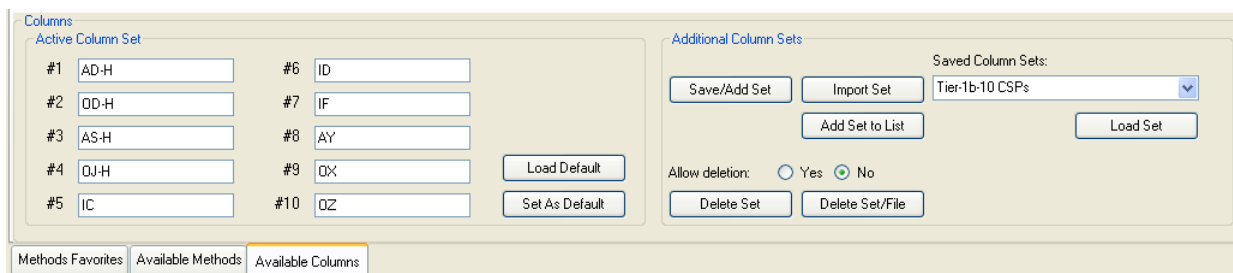 Columns
Active Column Set
#1 AD-H
#2 OD-H
#3 AS-H
#4 OJ-H
#5 IC
#6 ID
#7 IF
#8 AY
#9 OX
#10 OZ
Load Default
Set As Default
Additional Column Sets
Saved Column Sets:
Save/Add Set Import Set Tier-1b-10 CSPs
Add Set to List Load Set
Allow deletion: Yes No
Delete Set Delete Set/File
Methods Favorites Available Methods Available Columns